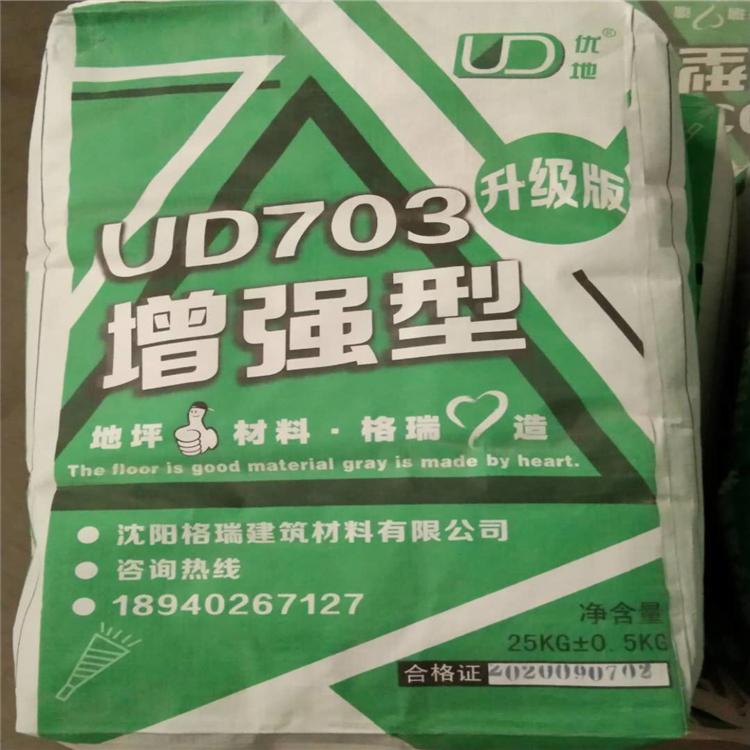 UD 优地®
升级版
UD703
增强型
地坪 材料·格瑞 造
The floor is good material gray is made by heart.
沈阳格瑞建筑材料有限公司
咨询热线
18940267127
净含量
25KG±0.5KG
合格证 2020090702
型